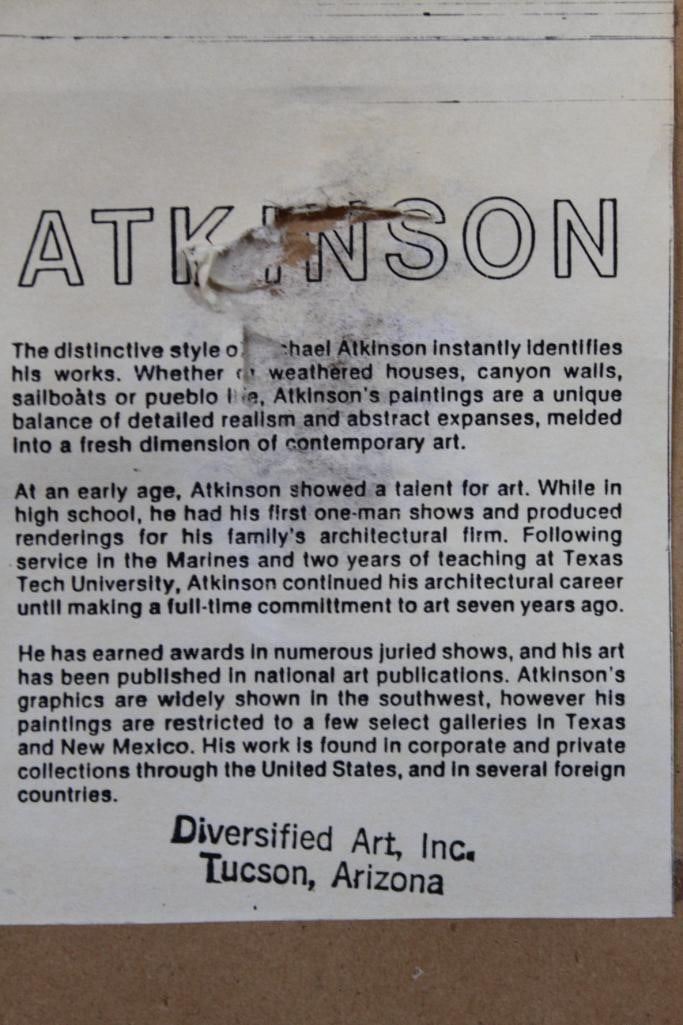 ATKINSON
The distinctive style o. chael Atkinson instantly identifies
his works. Whether weathered houses, canyon walls,
sailboats or pueblo Atkinson's paintings are a unique
balance of detailed realism and abstract expanses, melded
into a fresh dimension of contemporary art.
At an early age, Atkinson showed a talent for art. While in
high school, he had his first one-man shows and produced
renderings for his family's architectural firm. Following
service in the Marines and two years of teaching at Texas
Tech University, Atkinson continued his architectural career
until making a full-time committment to art seven years ago.
He has earned awards in numerous juried shows, and his art
has been published in national art publications. Atkinson's
graphics are widely shown in the southwest, however his
paintings are restricted to a few select galleries in Texas
and New Mexico. His work is found in corporate and private
collections through the United States, and in several foreign
countries.
Diversified Art, Inc.
Tucson, Arizona